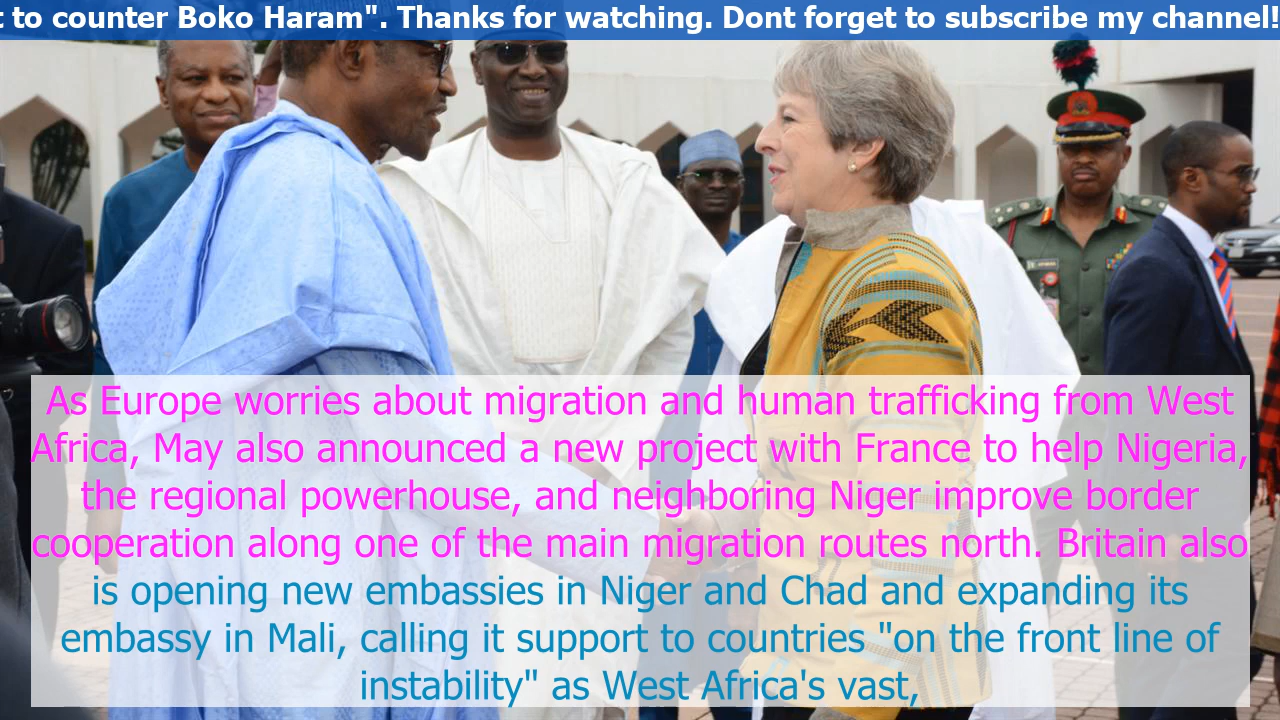 to counter Boko Haram". Thanks for watching. Dont forget to subscribe my channel!
As Europe worries about migration and human trafficking from West
Africa, May also announced a new project with France to help Nigeria,
the regional powerhouse, and neighboring Niger improve border
cooperation along one of the main migration routes north. Britain also
is opening new embassies in Niger and Chad and expanding its
embassy in Mali, calling it support to countries "on the front line of
instability" as West Africa's vast,